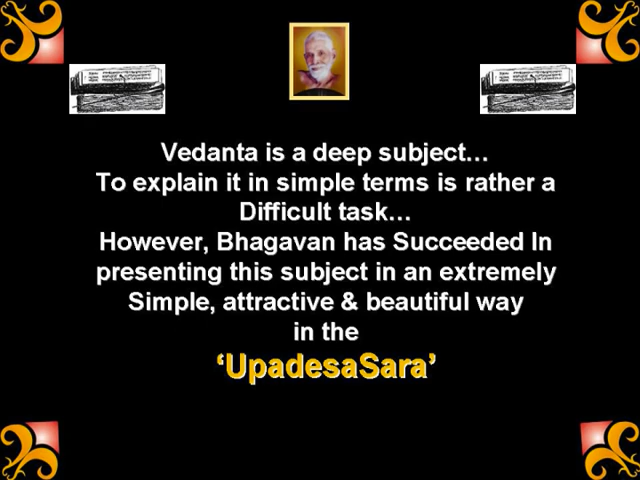 Vedanta is a deep subject…
To explain it in simple terms is rather a
Difficult task…
However, Bhagavan has Succeeded In
presenting this subject in an extremely
Simple, attractive & beautiful way
in the
‘UpadesaSara’